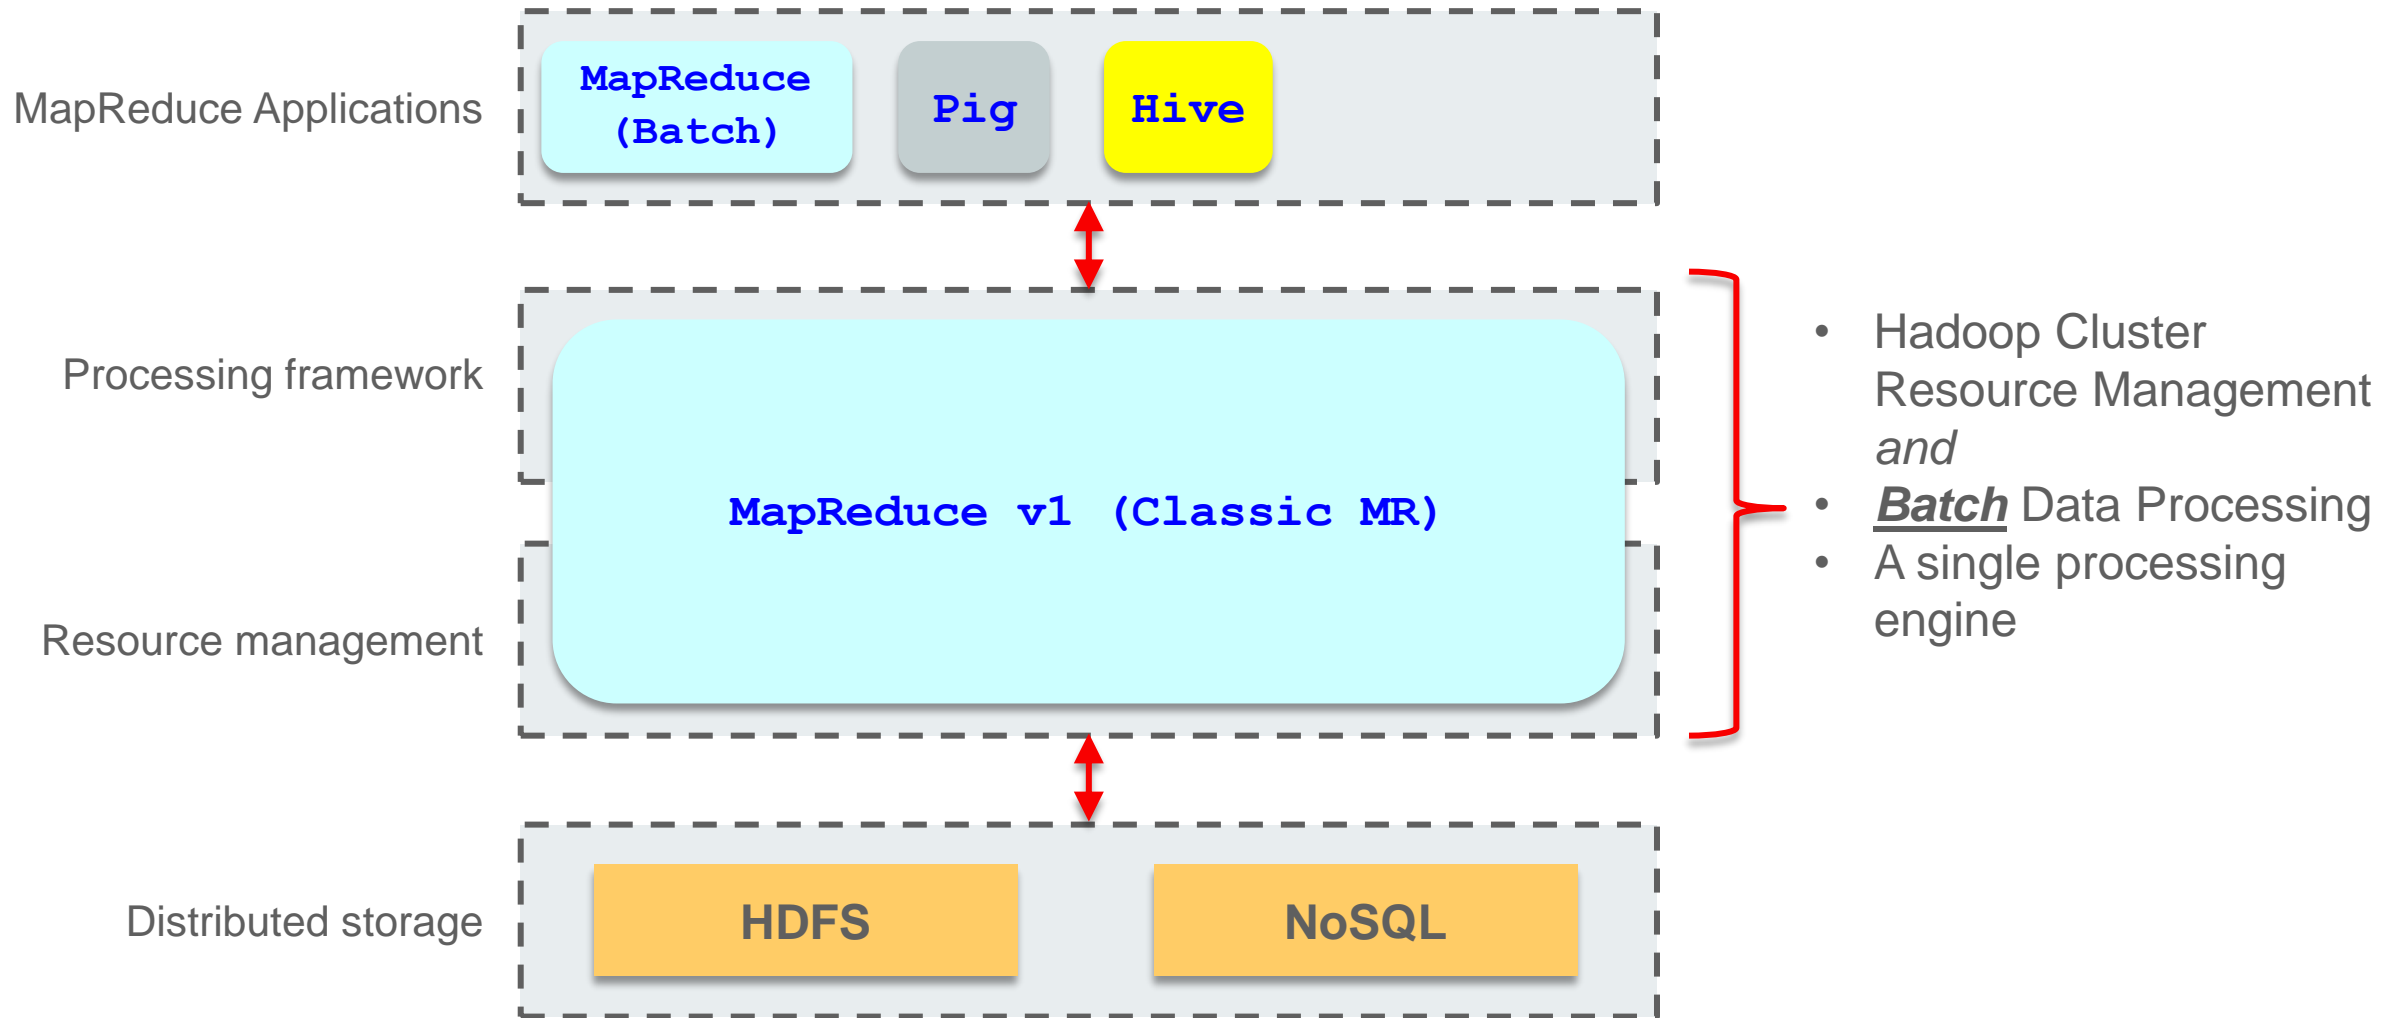 MapReduce Applications
MapReduce
(Batch)
Pig
Hive
Processing framework
MapReduce v1 (Classic MR)
Resource management
• Hadoop Cluster
Resource Management
and
• Batch Data Processing
• A single processing
engine
Distributed storage
HDFS
NoSQL